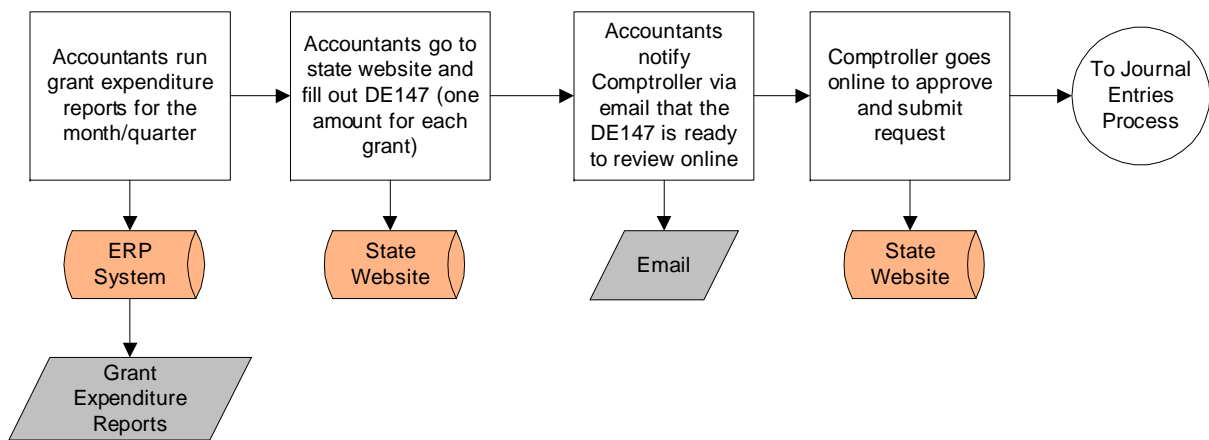 Accountants run
grant expenditure
reports for the
month/quarter
Accountants go to
state website and
fill out DE147 (one
amount for each
grant)
Accountants
notify
Comptroller via
email that the
DE147 is ready
to review online
Comptroller goes
online to approve
and submit
request
To Journal
Entries
Process
ERP
System
State
Website
Email
State
Website
Grant
Expenditure
Reports